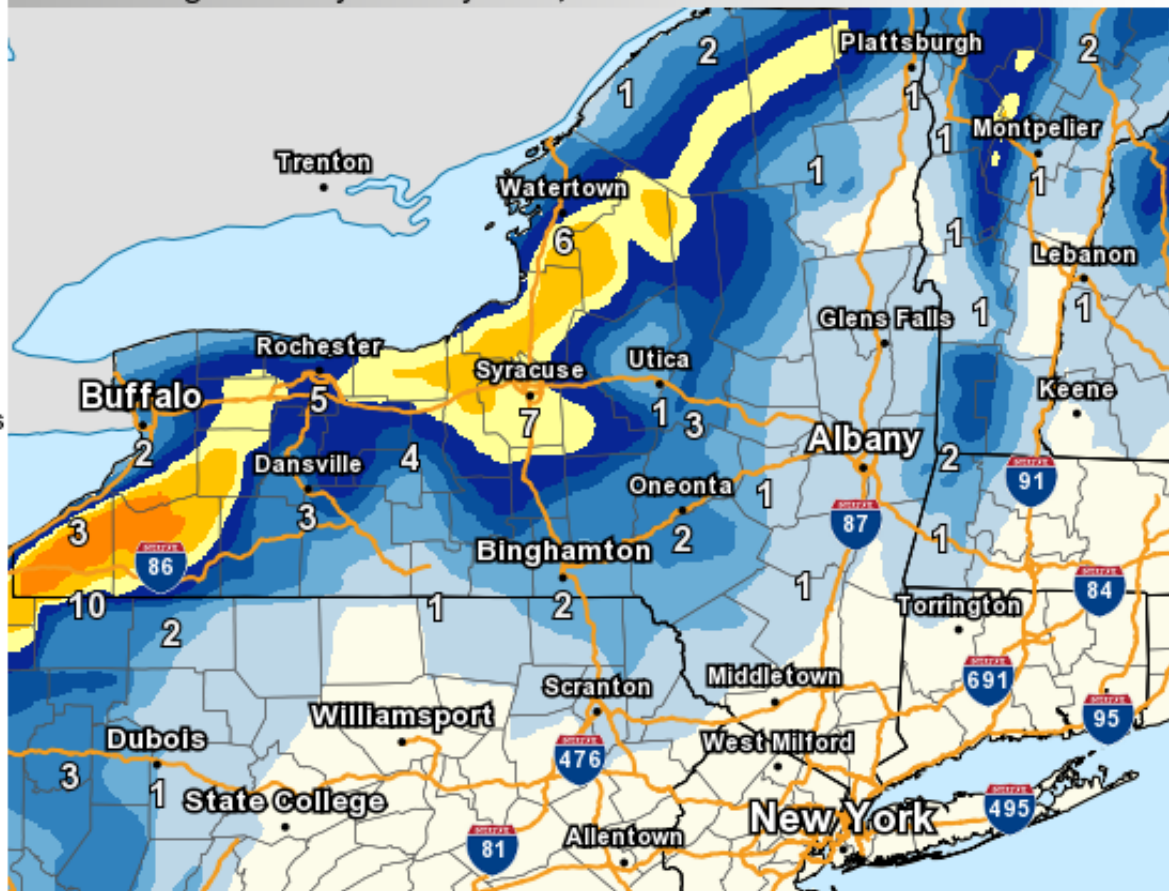 2
Plattsburgh
2
1
1
Montpelier
1
Trenton
1
1
Watertown
6
1
Lebanon
1
1
Glens Falls
Rochester
Utica
Syracuse
Buffalo
5
Keene
1
7
3
2
4
Albany
Dansville
2
91
Oneonta
1
3
87
3
2
1
Binghamton
86
1
84
10
1
2
Torrington
2
Scranton
Middletown
691
Williamsport
95
Dubois
476
West Milford
3
1
State College
495
New York
81
Allentown